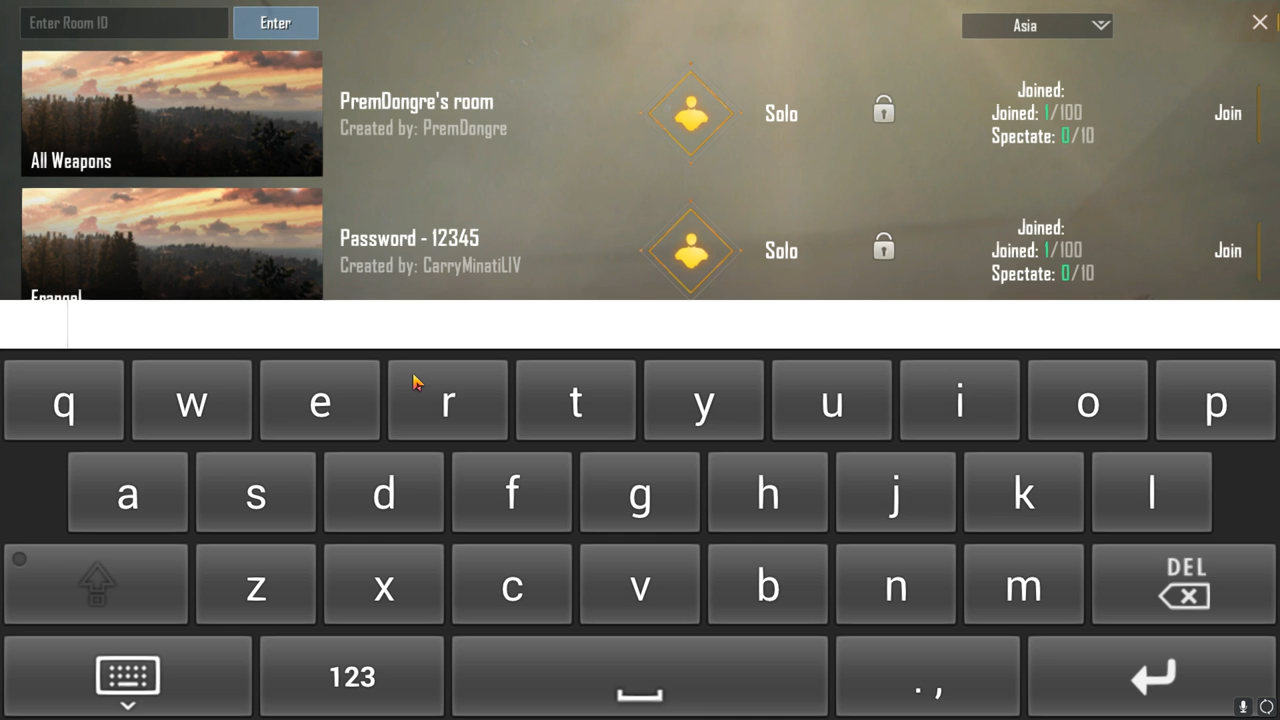 Enter Room ID
Enter
Asia
All Weapons
PremDongre's room
Created by: PremDongre
Solo
Joined:
Joined: 1/100
Spectate: 0/10
Join
Erangel
Password - 12345
Created by: CarryMinatiLIV
Solo
Joined:
Joined: 1/100
Spectate: 0/10
Join
q w e r t y u i o p
a s d f g h j k l
z x c v b n m DEL
123 . ,